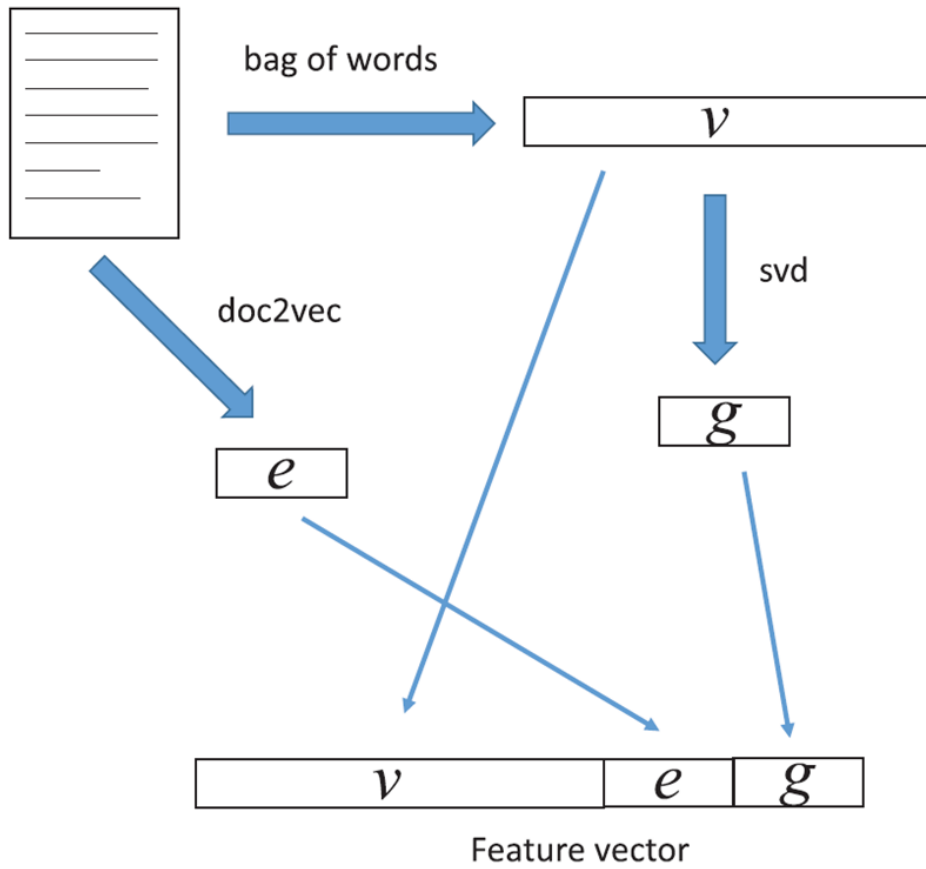 bag of words
v
svd
doc2vec
g
e
v e g
Feature vector